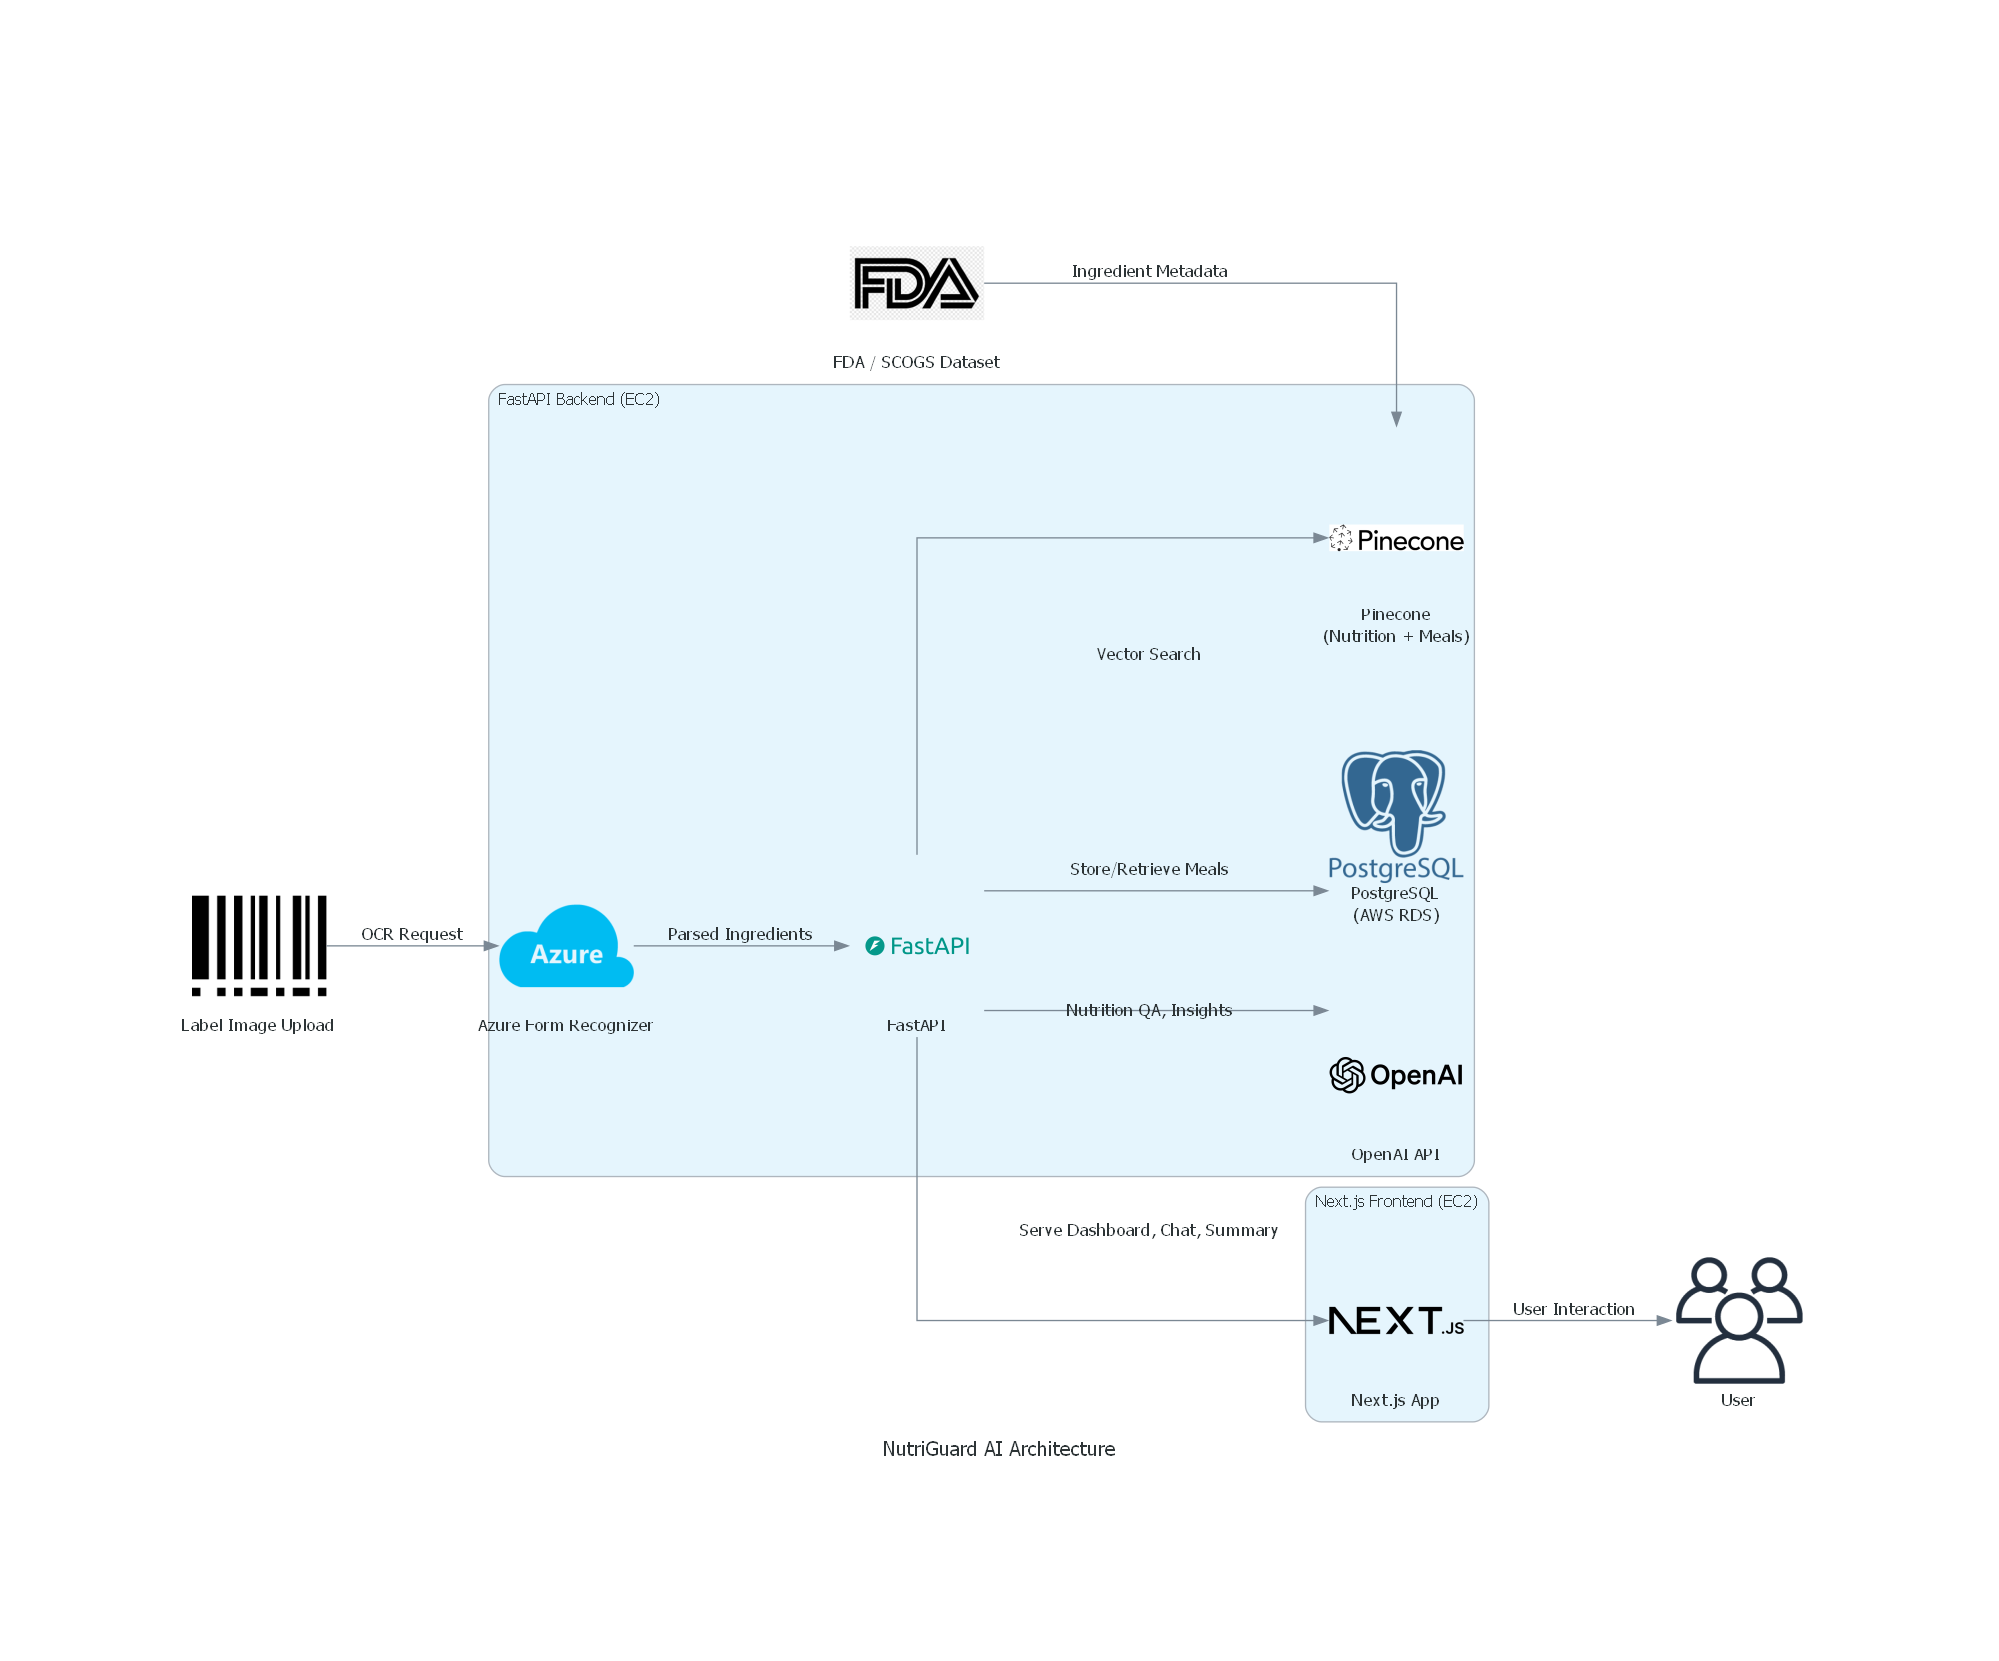 FDA
Ingredient Metadata
FDA / SCOGS Dataset
FastAPI Backend (EC2)
Pinecone
Pinecone
(Nutrition + Meals)
Vector Search
PostgreSQL
Store/Retrieve Meals
PostgreSQL
(AWS RDS)
OCR Request
Azure
Parsed Ingredients
FastAPI
Label Image Upload
Azure Form Recognizer
FastAPI
Nutrition QA, Insights
OpenAI
OpenAI API
Next.js Frontend (EC2)
Serve Dashboard, Chat, Summary
NEXT.JS
User Interaction
Next.js App
User
NutriGuard AI Architecture